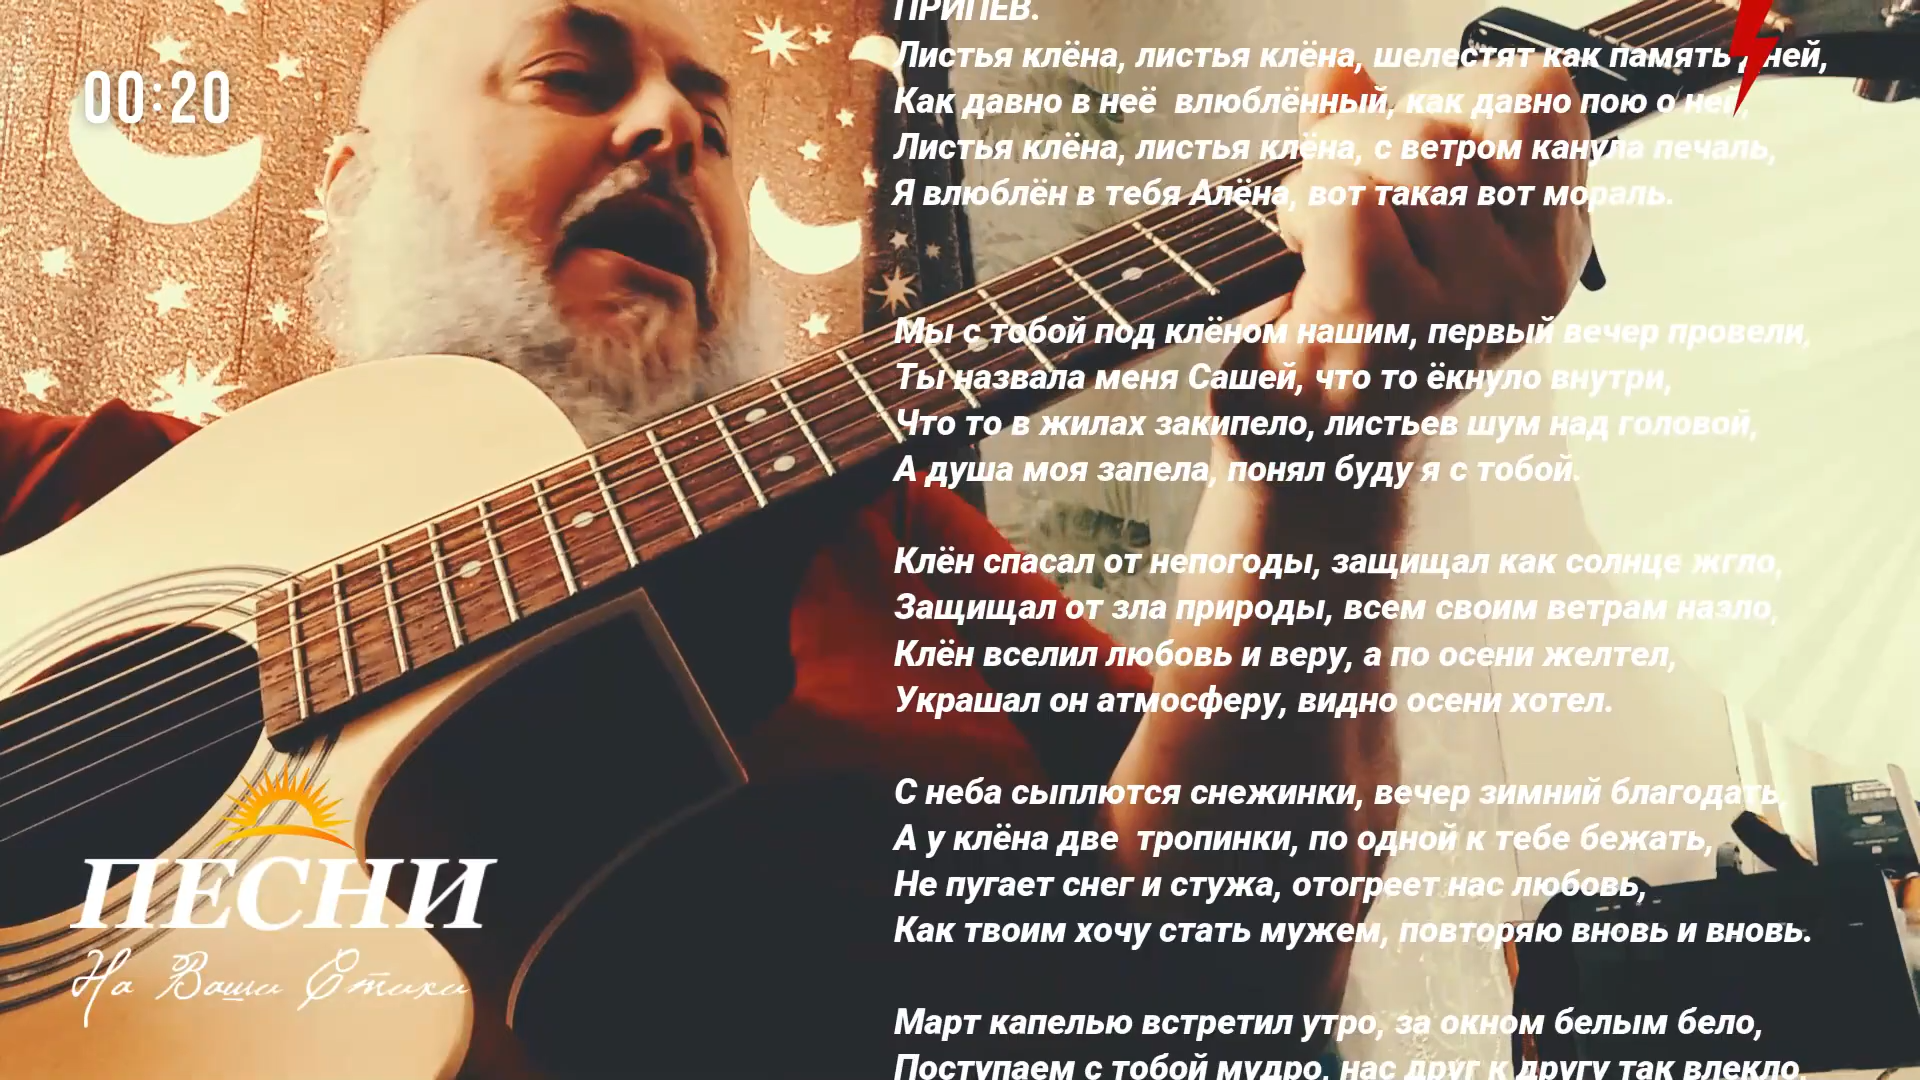 00:20
ПРИПЕВ.
Листья клёна, листья клёна, шелестят как память дней,
Как давно в неё влюблённый, как давно пою о ней,
Листья клёна, листья клёна, с ветром канула печаль,
Я влюблён в тебя Алёна, вот такая вот мораль.
Мы с тобой под клёном нашим, первый вечер провели,
Ты назвала меня Сашей, что то ёкнуло внутри,
Что то в жилах закипело, листьев шум над головой,
А душа моя запела, понял буду я с тобой.
Клён спасал от непогоды, защищал как солнце жгло,
Защищал от зла природы, всем своим ветрам назло,
Клён вселил любовь и веру, а по осени желтел,
Украшал он атмосферу, видно осени хотел.
С неба сыплются снежинки, вечер зимний благодать,
А у клёна две тропинки, по одной к тебе бежать,
Не пугает снег и стужа, отогреет нас любовь,
Как твоим хочу стать мужем, повторяю вновь и вновь.
Март капелью встретил утро, за окном белым бело,
Поступаем с тобой мудро, нас друг к другу так влекло
ПЕСНИ
На Ваши Стихи